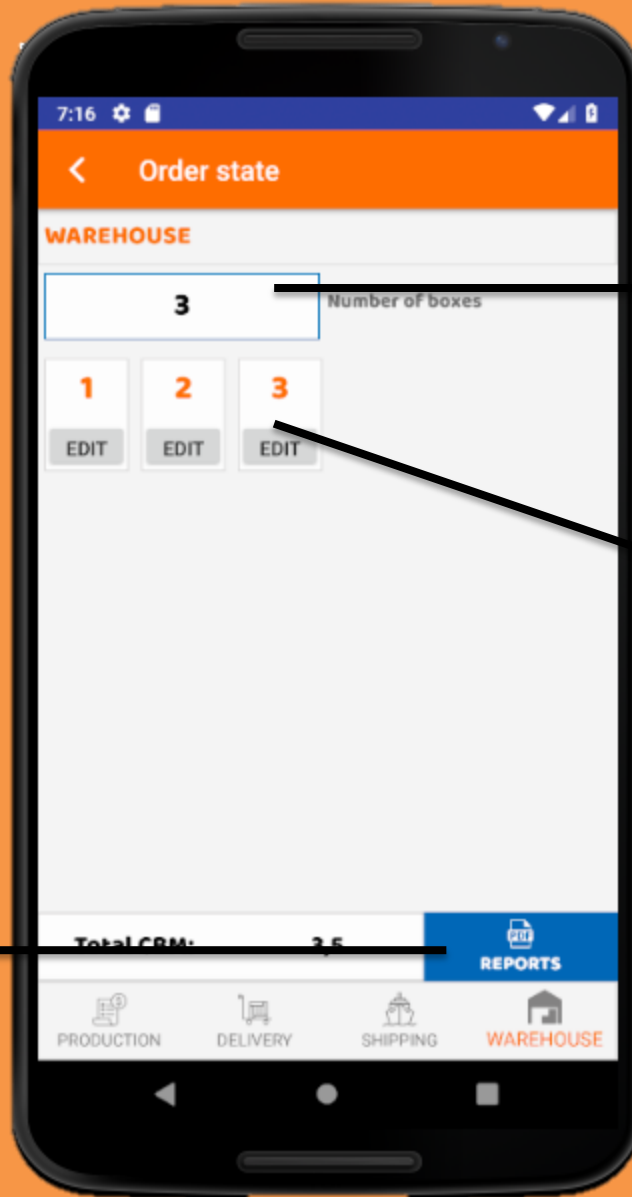 7:16
Order state
WAREHOUSE
3
Number of boxes
1 2 3
EDIT EDIT EDIT
Total CBM: 3,5
PDF
REPORTS
PRODUCTION DELIVERY SHIPPING WAREHOUSE